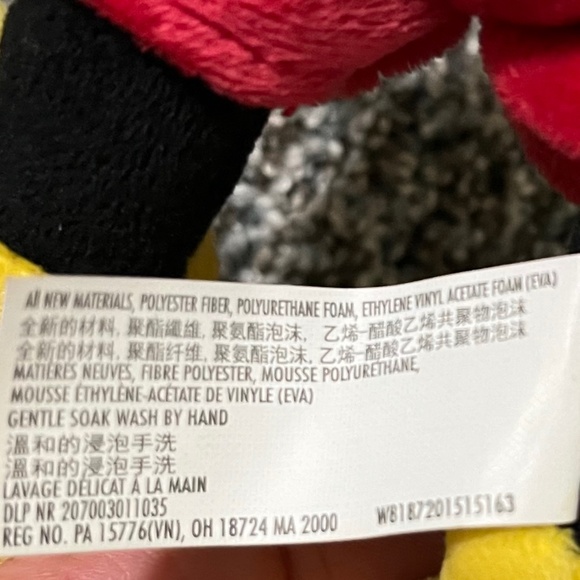 All NEW MATERIALS, POLYESTER FIBER, POLYURETHANE FOAM, ETHYLENE VINYL ACETATE FOAM (EVA)
全新的材料, 聚酯纖維, 聚氨酯泡沫, 乙烯-醋酸乙烯共聚物泡沫
全新的材料, 聚酯纤维, 聚氨酯泡沫, 乙烯-醋酸乙烯共聚物泡沫
MATIÈRES NEUVES, FIBRE POLYESTER, MOUSSE POLYURETHANE,
MOUSSE ÉTHYLÈNE-ACÉTATE DE VINYLE (EVA)
GENTLE SOAK WASH BY HAND
溫和的浸泡手洗
溫和的浸泡手洗
LAVAGE DÉLICAT À LA MAIN
DLP NR 207003011035
REG NO. PA 15776(VN), OH 18724 MA 2000 WB187201515163